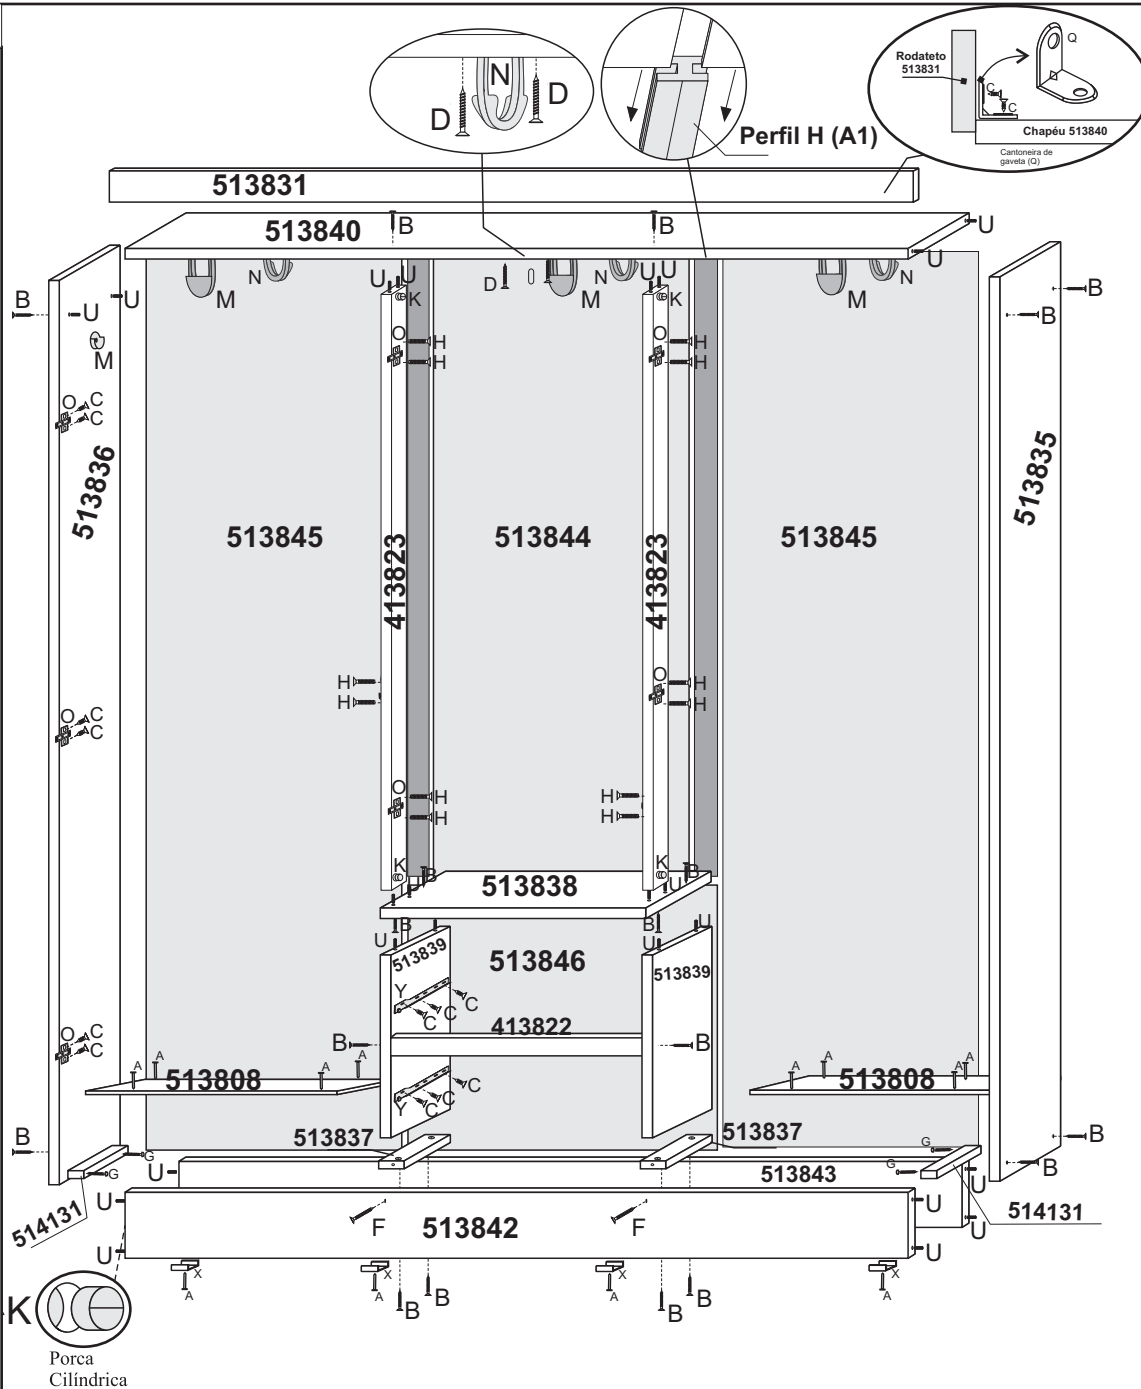 N
D
D
Perfil H (A1)
Rodateto
513831
Q
C
C
Chapéu 513840
Cantoneira de
gaveta (Q)
513831
513840
B
B
U
U
N
M
U
U
D
N
M
U
U
M
N
B
U
U
M
K
K
B
B
O
H
H
O
H
H
O
C
C
513836
513845
413823
513844
413823
513845
513835
H
H
O
H
H
O
C
C
O
H
H
H
H
K
U
B
K
U
B
513838
B
U
B
U
U
513839
513846
513839
Y
C
C
C
413822
B
B
O
C
C
A
A
A
A
513808
A
A
A
A
513808
Y
C
C
C
B
513837
513837
B
B
G
G
U
G
G
513843
U
514131
U
U
F
513842
F
U
U
U
514131
X
A
X
A
B
B
X
A
B
B
X
A
K
Porca
Cilíndrica